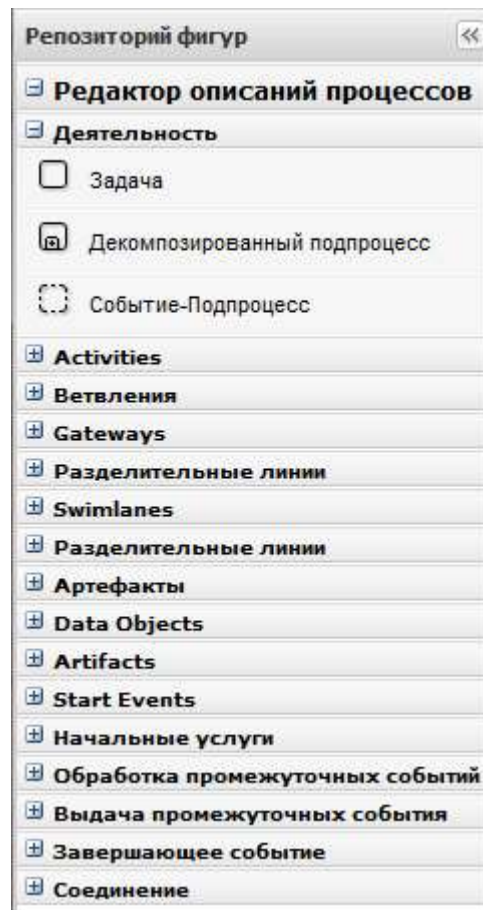 Репозиторий фигур
Редактор описаний процессов
Деятельность
Задача
Декомпозированный подпроцесс
Событие-Подпроцесс
Activities
Ветвления
Gateways
Разделительные линии
Swimlanes
Разделительные линии
Артефакты
Data Objects
Artifacts
Start Events
Начальные услуги
Обработка промежуточных событий
Выдача промежуточных события
Завершающее событие
Соединение